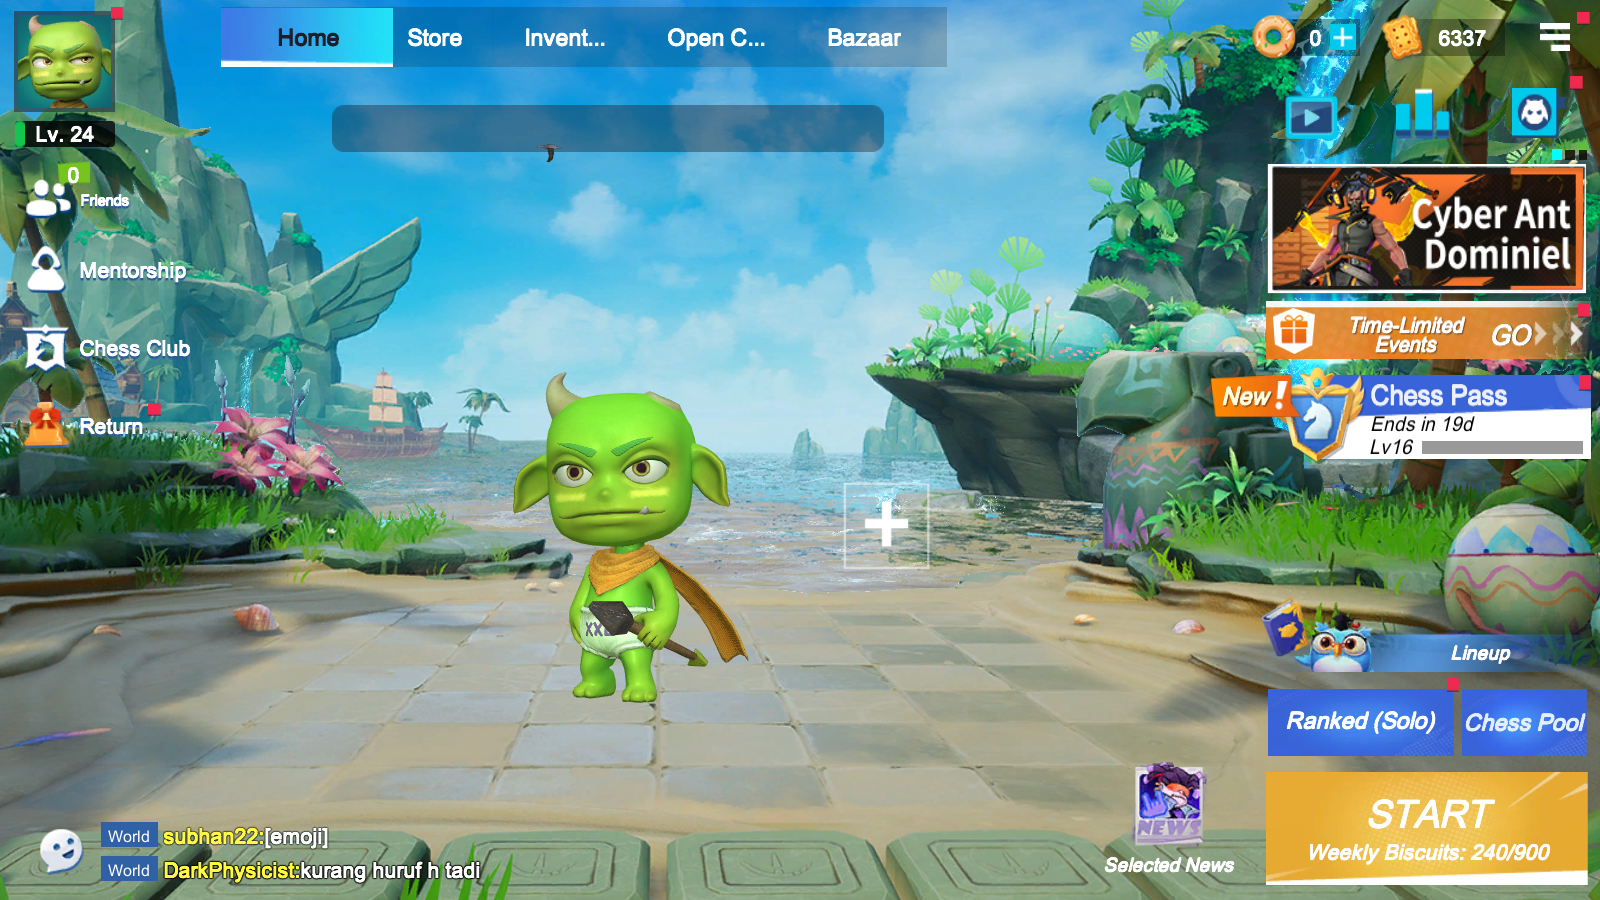 Home
Store
Invent...
Open C...
Bazaar
0
6337
Lv. 24
0
Friends
Mentorship
Chess Club
Return
Cyber Ant
Dominiel
Time-Limited
Events
GO
New!
Chess Pass
Ends in 19d
Lv16
Lineup
Ranked (Solo)
Chess Pool
START
Weekly Biscuits: 240/900
NEWS
Selected News
World subhan22:[emoji]
World DarkPhysicist:kurang huruf h tadi